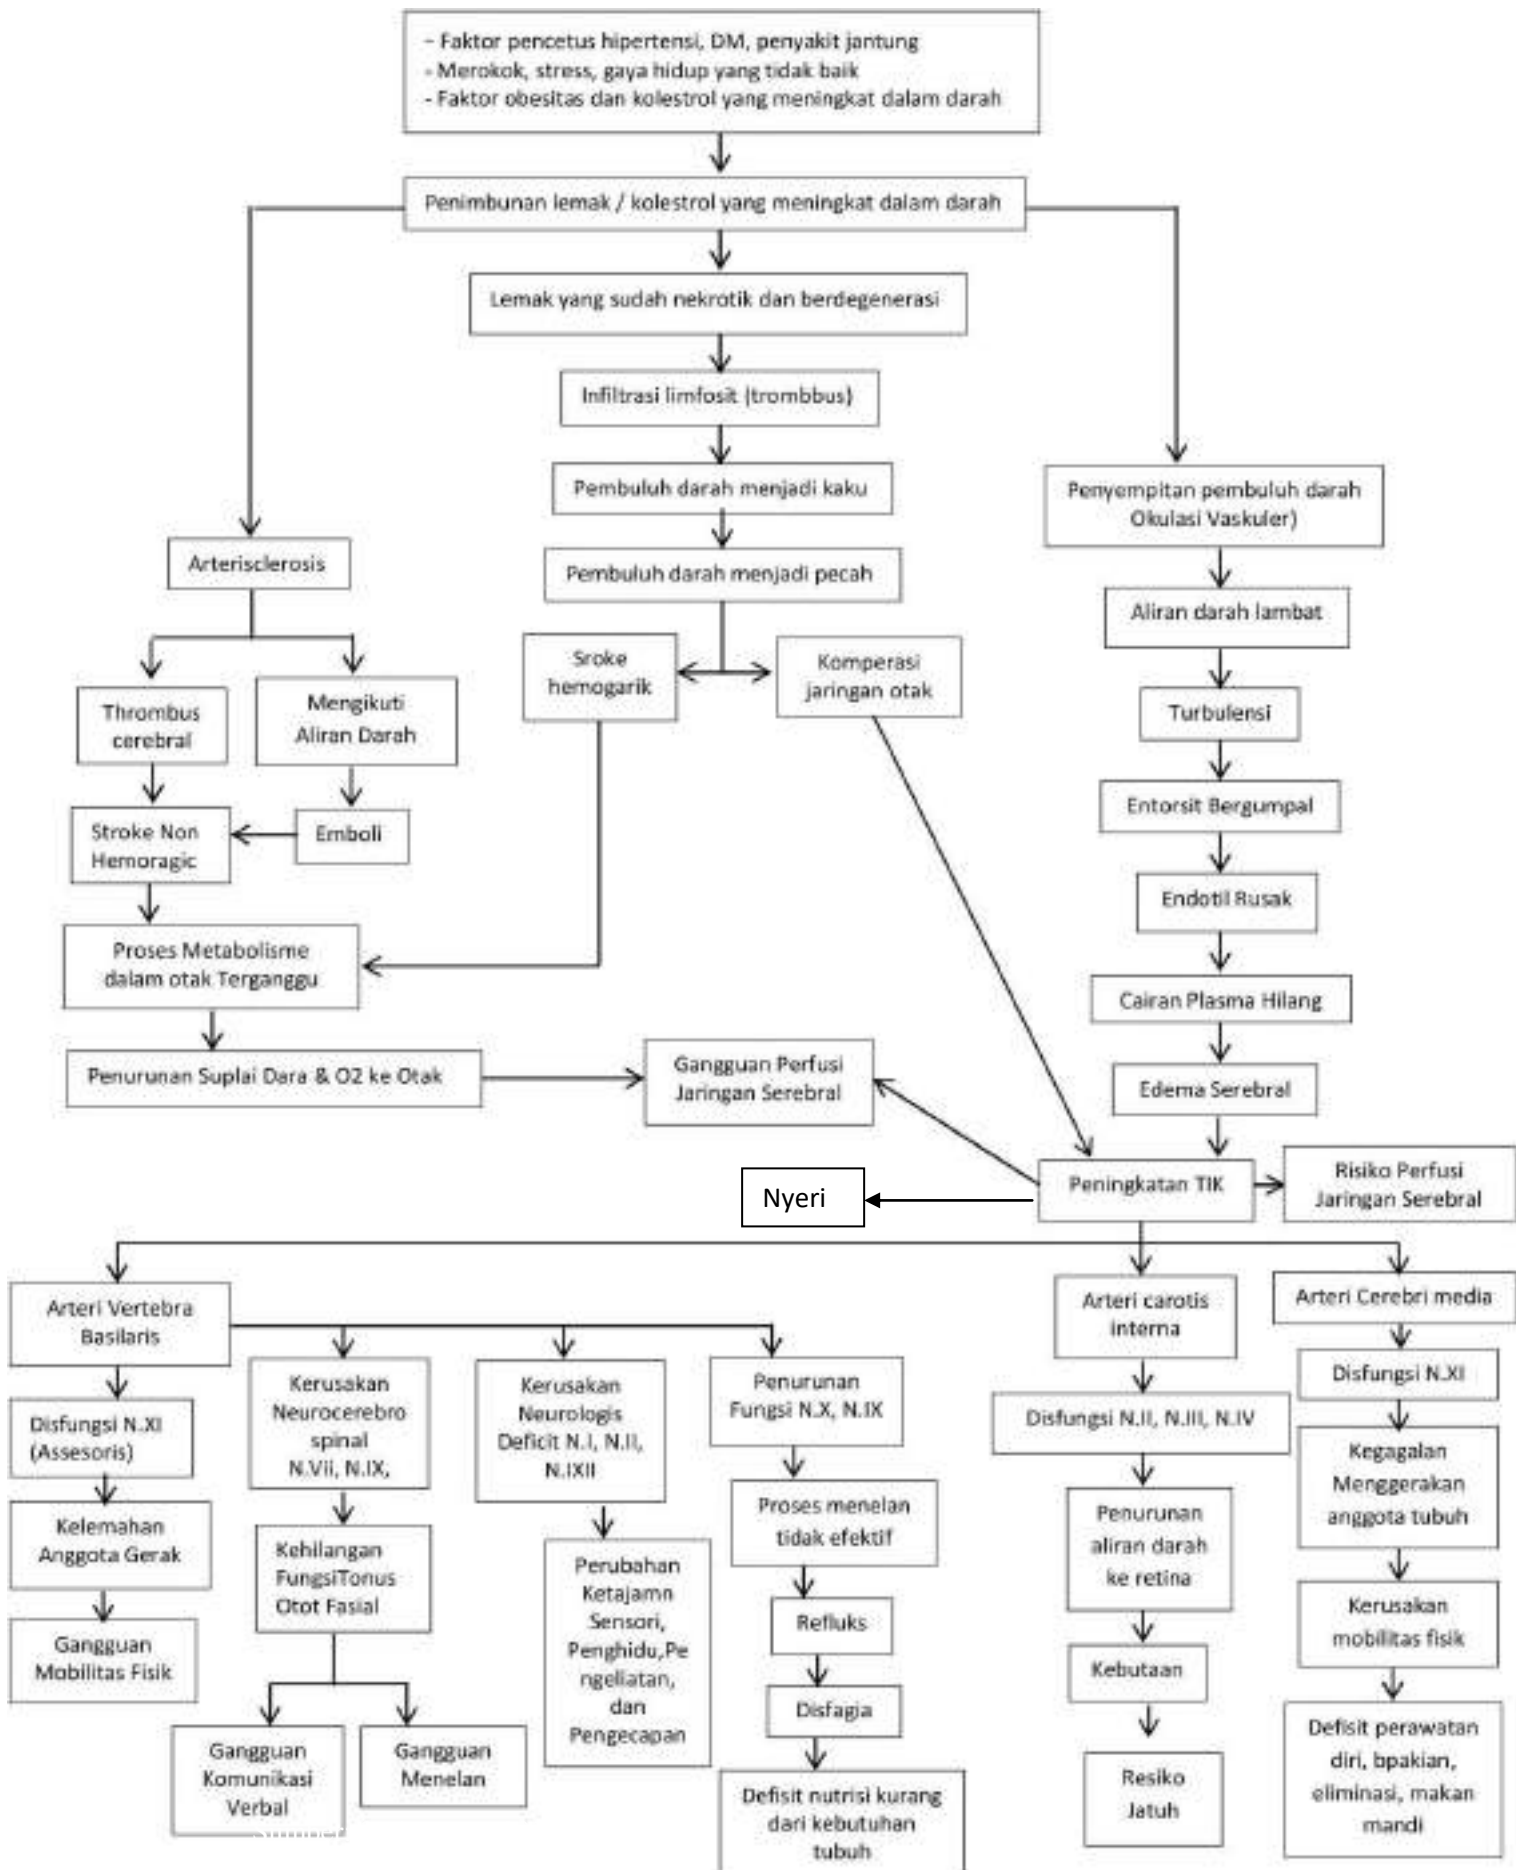 - Faktor pencetus hipertensi, DM, penyakit jantung
- Merokok, stress, gaya hidup yang tidak baik
- Faktor obesitas dan kolestrol yang meningkat dalam darah
Penimbunan lemak / kolestrol yang meningkat dalam darah
Lemak yang sudah nekrotik dan berdegenerasi
Infiltrasi limfosit (trombbus)
Pembuluh darah menjadi kaku
Penyempitan pembuluh darah
Okulasi Vaskuler)
Arterisclerosis
Pembuluh darah menjadi pecah
Aliran darah lambat
Sroke
hemogarik
Komperasi
jaringan otak
Thrombus
cerebral
Mengikuti
Aliran Darah
Turbulensi
Stroke Non
Hemoragic
Emboli
Entorsit Bergumpal
Endotil Rusak
Proses Metabolisme
dalam otak Terganggu
Cairan Plasma Hilang
Penurunan Suplai Dara & O2 ke Otak
Gangguan Perfusi
Jaringan Serebral
Edema Serebral
Nyeri
Peningkatan TIK
Risiko Perfusi
Jaringan Serebral
Arteri Vertebra
Basilaris
Arteri carotis
interna
Arteri Cerebri media
Disfungsi N.XI
(Assesoris)
Kerusakan
Neurocerebro
spinal
N.Vii, N.IX,
Kerusakan
Neurologis
Deficit N.I, N.II,
N.IXII
Penurunan
Fungsi N.X, N.IX
Disfungsi N.II, N.III, N.IV
Disfungsi N.XI
Kelemahan
Anggota Gerak
Kehilangan
FungsiTonus
Otot Fasial
Perubahan
Ketajamn
Sensori,
Penghidu,Pe
ngeliatan,
dan
Pengecapan
Proses menelan
tidak efektif
Penurunan
aliran darah
ke retina
Kegagalan
Menggerakan
anggota tubuh
Gangguan
Mobilitas Fisik
Refluks
Kebutaan
Kerusakan
mobilitas fisik
Gangguan
Komunikasi
Verbal
Gangguan
Menelan
Disfagia
Defisit nutrisi kurang
dari kebutuhan
tubuh
Resiko
Jatuh
Defisit perawatan
diri, bpakian,
eliminasi, makan
mandi